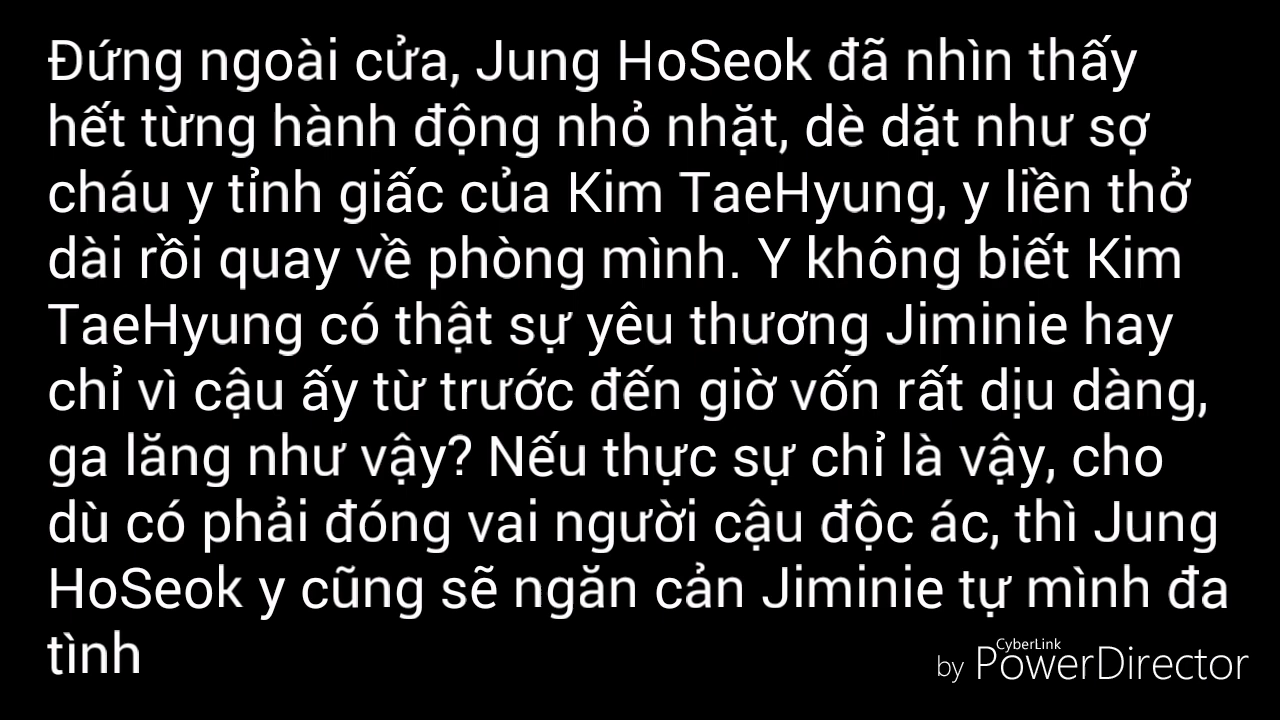 Đứng ngoài cửa, Jung HoSeok đã nhìn thấy
hết từng hành động nhỏ nhặt, dè dặt như sợ
cháu y tỉnh giấc của Kim TaeHyung, y liền thở
dài rồi quay về phòng mình. Y không biết Kim
TaeHyung có thật sự yêu thương Jiminie hay
chỉ vì cậu ấy từ trước đến giờ vốn rất dịu dàng,
ga lăng như vậy? Nếu thực sự chỉ là vậy, cho
dù có phải đóng vai người cậu độc ác, thì Jung
HoSeok y cũng sẽ ngăn cản Jiminie tự mình đa
tình
CyberLink
by PowerDirector